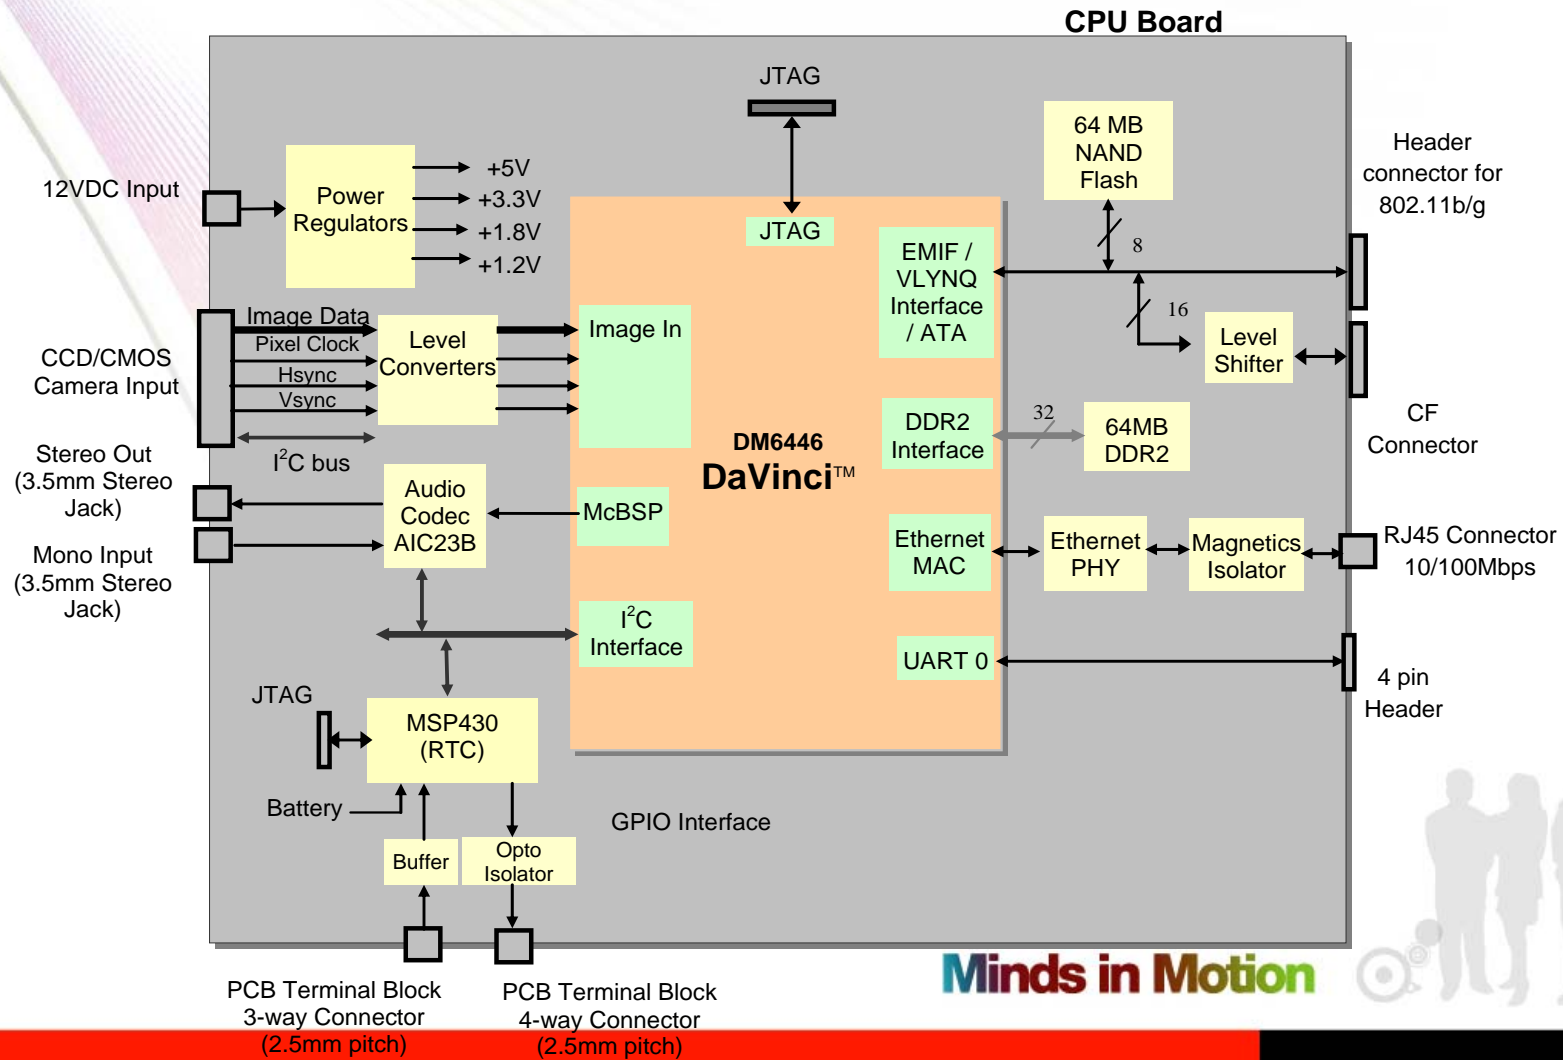 CPU Board
JTAG
64 MB
NAND
Flash
Header
connector for
802.11b/g
12VDC Input
Power
Regulators
+5V
+3.3V
+1.8V
+1.2V
JTAG
EMIF /
VLYNQ
Interface
/ ATA
8
16
Level
Shifter
CCD/CMOS
Camera Input
Image Data
Pixel Clock
Hsync
Vsync
I²C bus
Level
Converters
Image In
DM6446
DaVinci™
DDR2
Interface
32
64MB
DDR2
CF
Connector
Stereo Out
(3.5mm Stereo
Jack)
Mono Input
(3.5mm Stereo
Jack)
Audio
Codec
AIC23B
McBSP
Ethernet
MAC
Ethernet
PHY
Magnetics
Isolator
RJ45 Connector
10/100Mbps
I²C
Interface
UART 0
4 pin
Header
JTAG
MSP430
(RTC)
Battery
Buffer
Opto
Isolator
GPIO Interface
PCB Terminal Block
3-way Connector
(2.5mm pitch)
PCB Terminal Block
4-way Connector
(2.5mm pitch)
Minds in Motion